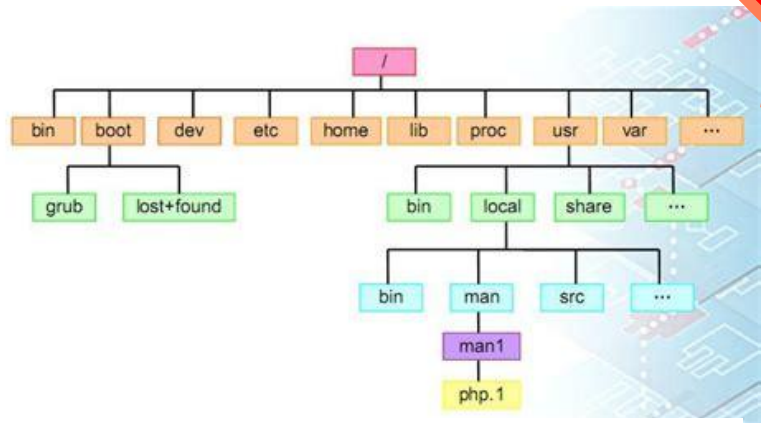 /
bin boot dev etc home lib proc usr var ...
grub lost+found bin local share ...
bin man src ...
man1
php.1